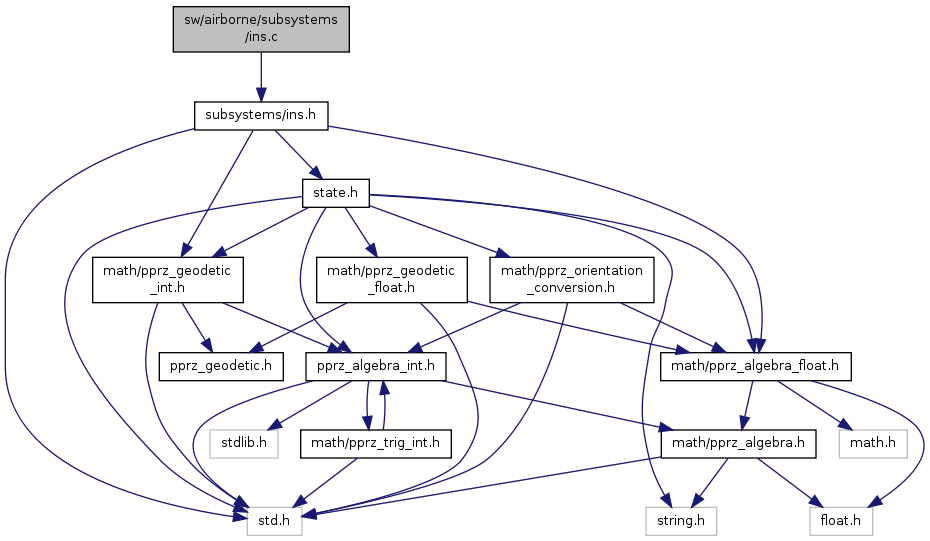 sw/airborne/subsystems
/ins.c
subsystems/ins.h
state.h
math/pprz_geodetic
_int.h
math/pprz_geodetic
_float.h
math/pprz_orientation
_conversion.h
pprz_geodetic.h
pprz_algebra_int.h
math/pprz_algebra_float.h
stdlib.h
math/pprz_trig_int.h
math/pprz_algebra.h
math.h
std.h
string.h
float.h